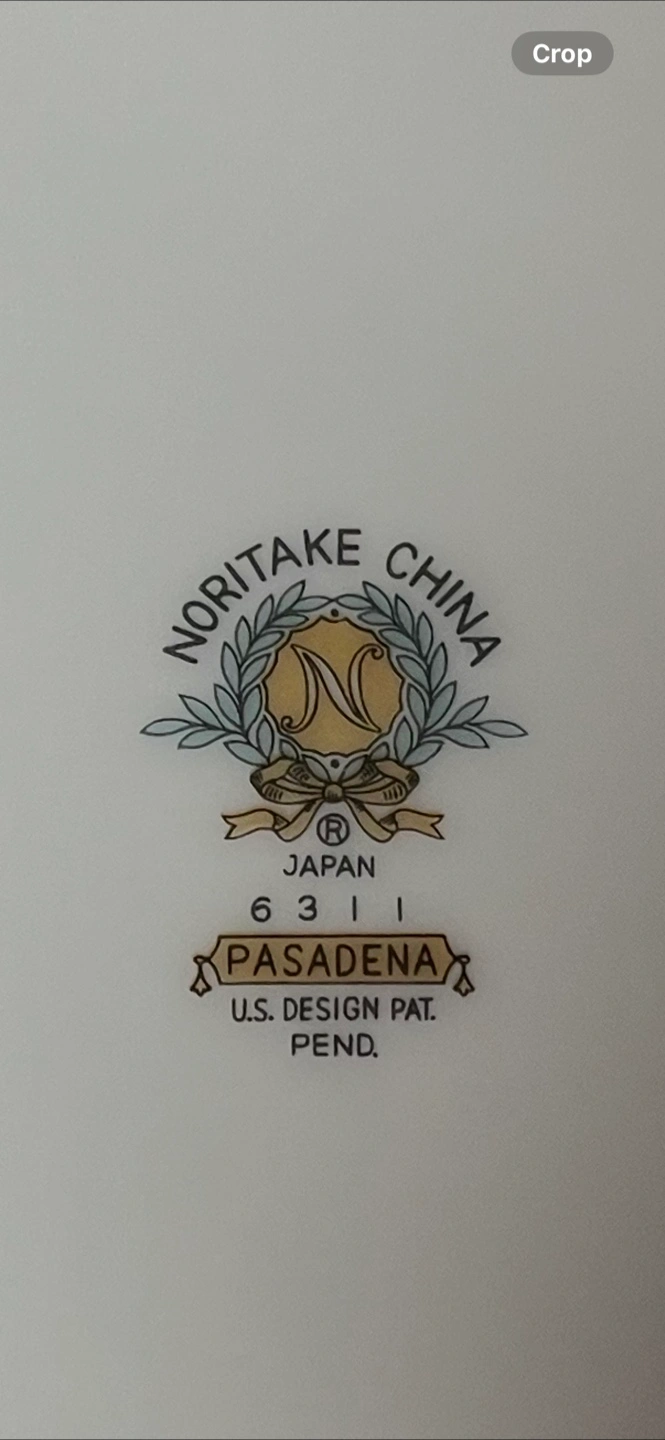 Crop
NORITAKE CHINA
N
®
JAPAN
6311
PASADENA
U.S. DESIGN PAT.
PEND.